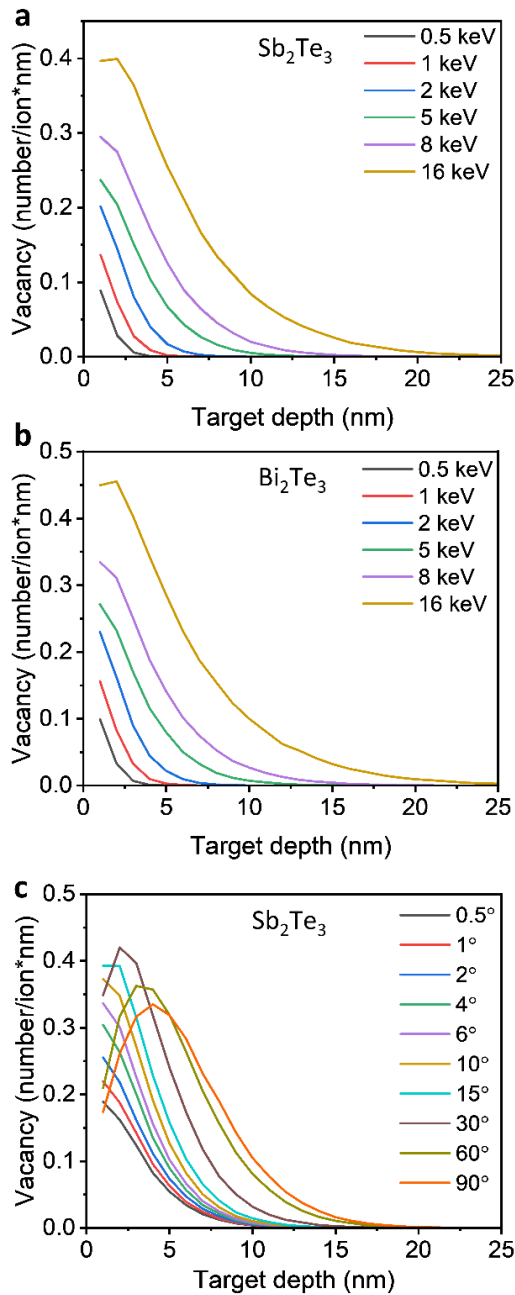 a
Sb₂Te₃
0.5 keV
1 keV
2 keV
5 keV
8 keV
16 keV
0.4
0.3
0.2
0.1
0.0
Vacancy (number/ion*nm)
0 5 10 15 20 25
Target depth (nm)
b
Bi₂Te₃
0.5 keV
1 keV
2 keV
5 keV
8 keV
16 keV
0.5
0.4
0.3
0.2
0.1
0.0
Vacancy (number/ion*nm)
0 5 10 15 20 25
Target depth (nm)
c
Sb₂Te₃
0.5°
1°
2°
4°
6°
10°
15°
30°
60°
90°
0.5
0.4
0.3
0.2
0.1
0.0
Vacancy (number/ion*nm)
0 5 10 15 20 25
Target depth (nm)